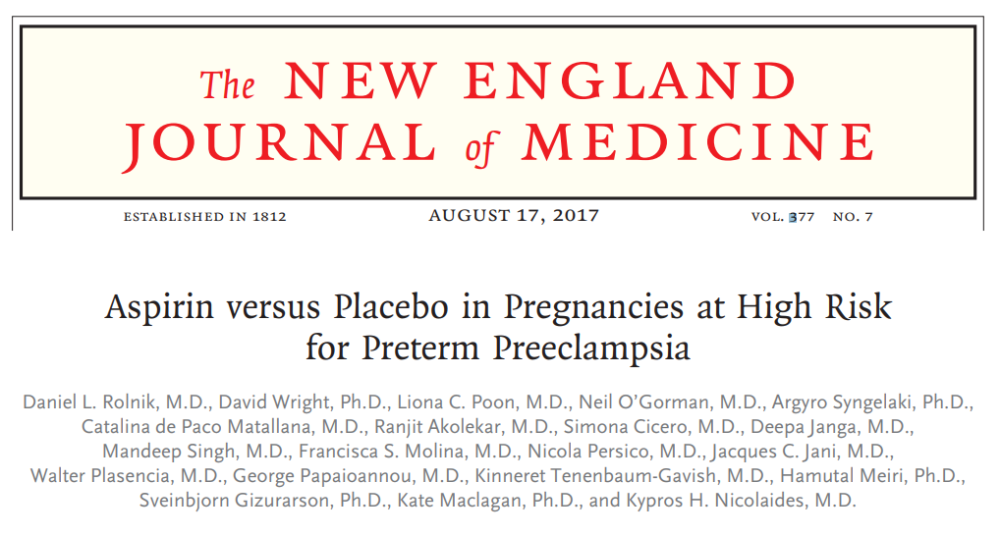 The NEW ENGLAND
JOURNAL of MEDICINE
ESTABLISHED IN 1812 AUGUST 17, 2017 VOL. 377 NO. 7
Aspirin versus Placebo in Pregnancies at High Risk
for Preterm Preeclampsia
Daniel L. Rolnik, M.D., David Wright, Ph.D., Liona C. Poon, M.D., Neil O’Gorman, M.D., Argyro Syngelaki, Ph.D.,
Catalina de Paco Matallana, M.D., Ranjit Akolekar, M.D., Simona Cicero, M.D., Deepa Janga, M.D.,
Mandeep Singh, M.D., Francisca S. Molina, M.D., Nicola Persico, M.D., Jacques C. Jani, M.D.,
Walter Plasencia, M.D., George Papaioannou, M.D., Kinneret Tenenbaum-Gavish, M.D., Hamutal Meiri, Ph.D.,
Sveinbjorn Gizurarson, Ph.D., Kate Maclagan, Ph.D., and Kypros H. Nicolaides, M.D.